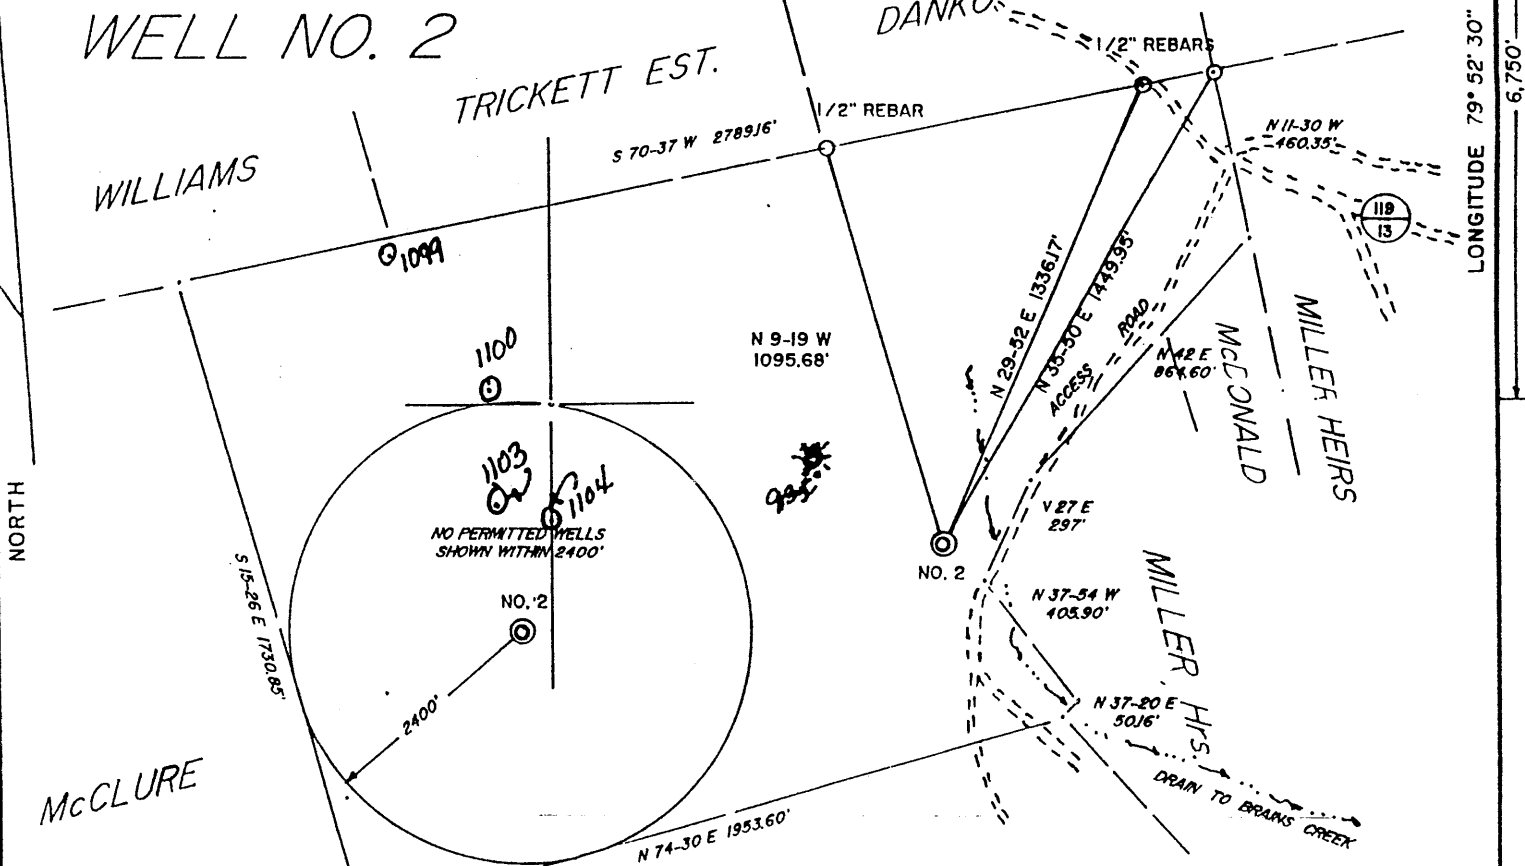 WELL NO. 2
DANKO
6,750'
LONGITUDE 79° 52' 30"
1/2" REBARS
TRICKETT EST.
1/2" REBAR
N 11-30 W
460.35'
S 70-37 W 2789.16'
WILLIAMS
119
13
1099
N 29-52 E 1336.17'
N 35-50 E 1449.95'
ACCESS ROAD
1100
N 9-19 W
1095.68'
N 42 E
864.60'
McDONALD
MILLER HEIRS
1103
1104
935
NORTH
NO PERMITTED WELLS
SHOWN WITHIN 2400'
27 E
297'
NO. 2
NO. 2
N 37-54 W
405.90'
S 15-26 E 1730.85'
MILLER Hrs.
2400'
N 37-20 E
50.16'
McCLURE
DRAIN TO BRAINS CREEK
N 74-30 E 1953.60'